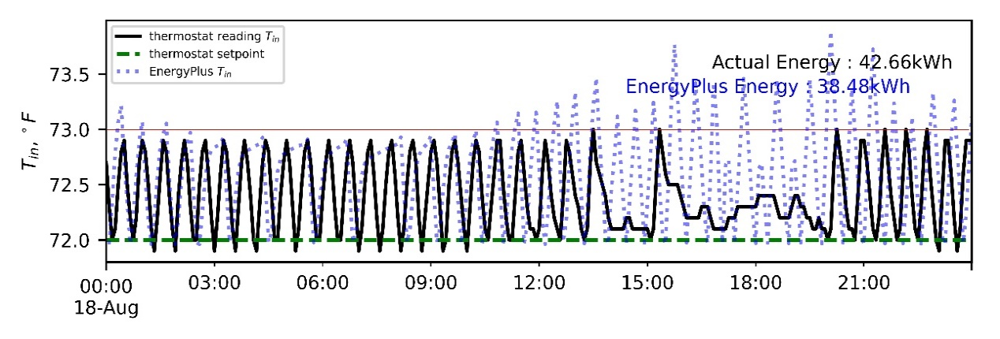 thermostat reading T_in
thermostat setpoint
EnergyPlus T_in
Actual Energy : 42.66kWh
EnergyPlus Energy : 38.48kWh
T_in, °F
73.5
73.0
72.5
72.0
00:00 03:00 06:00 09:00 12:00 15:00 18:00 21:00
18-Aug